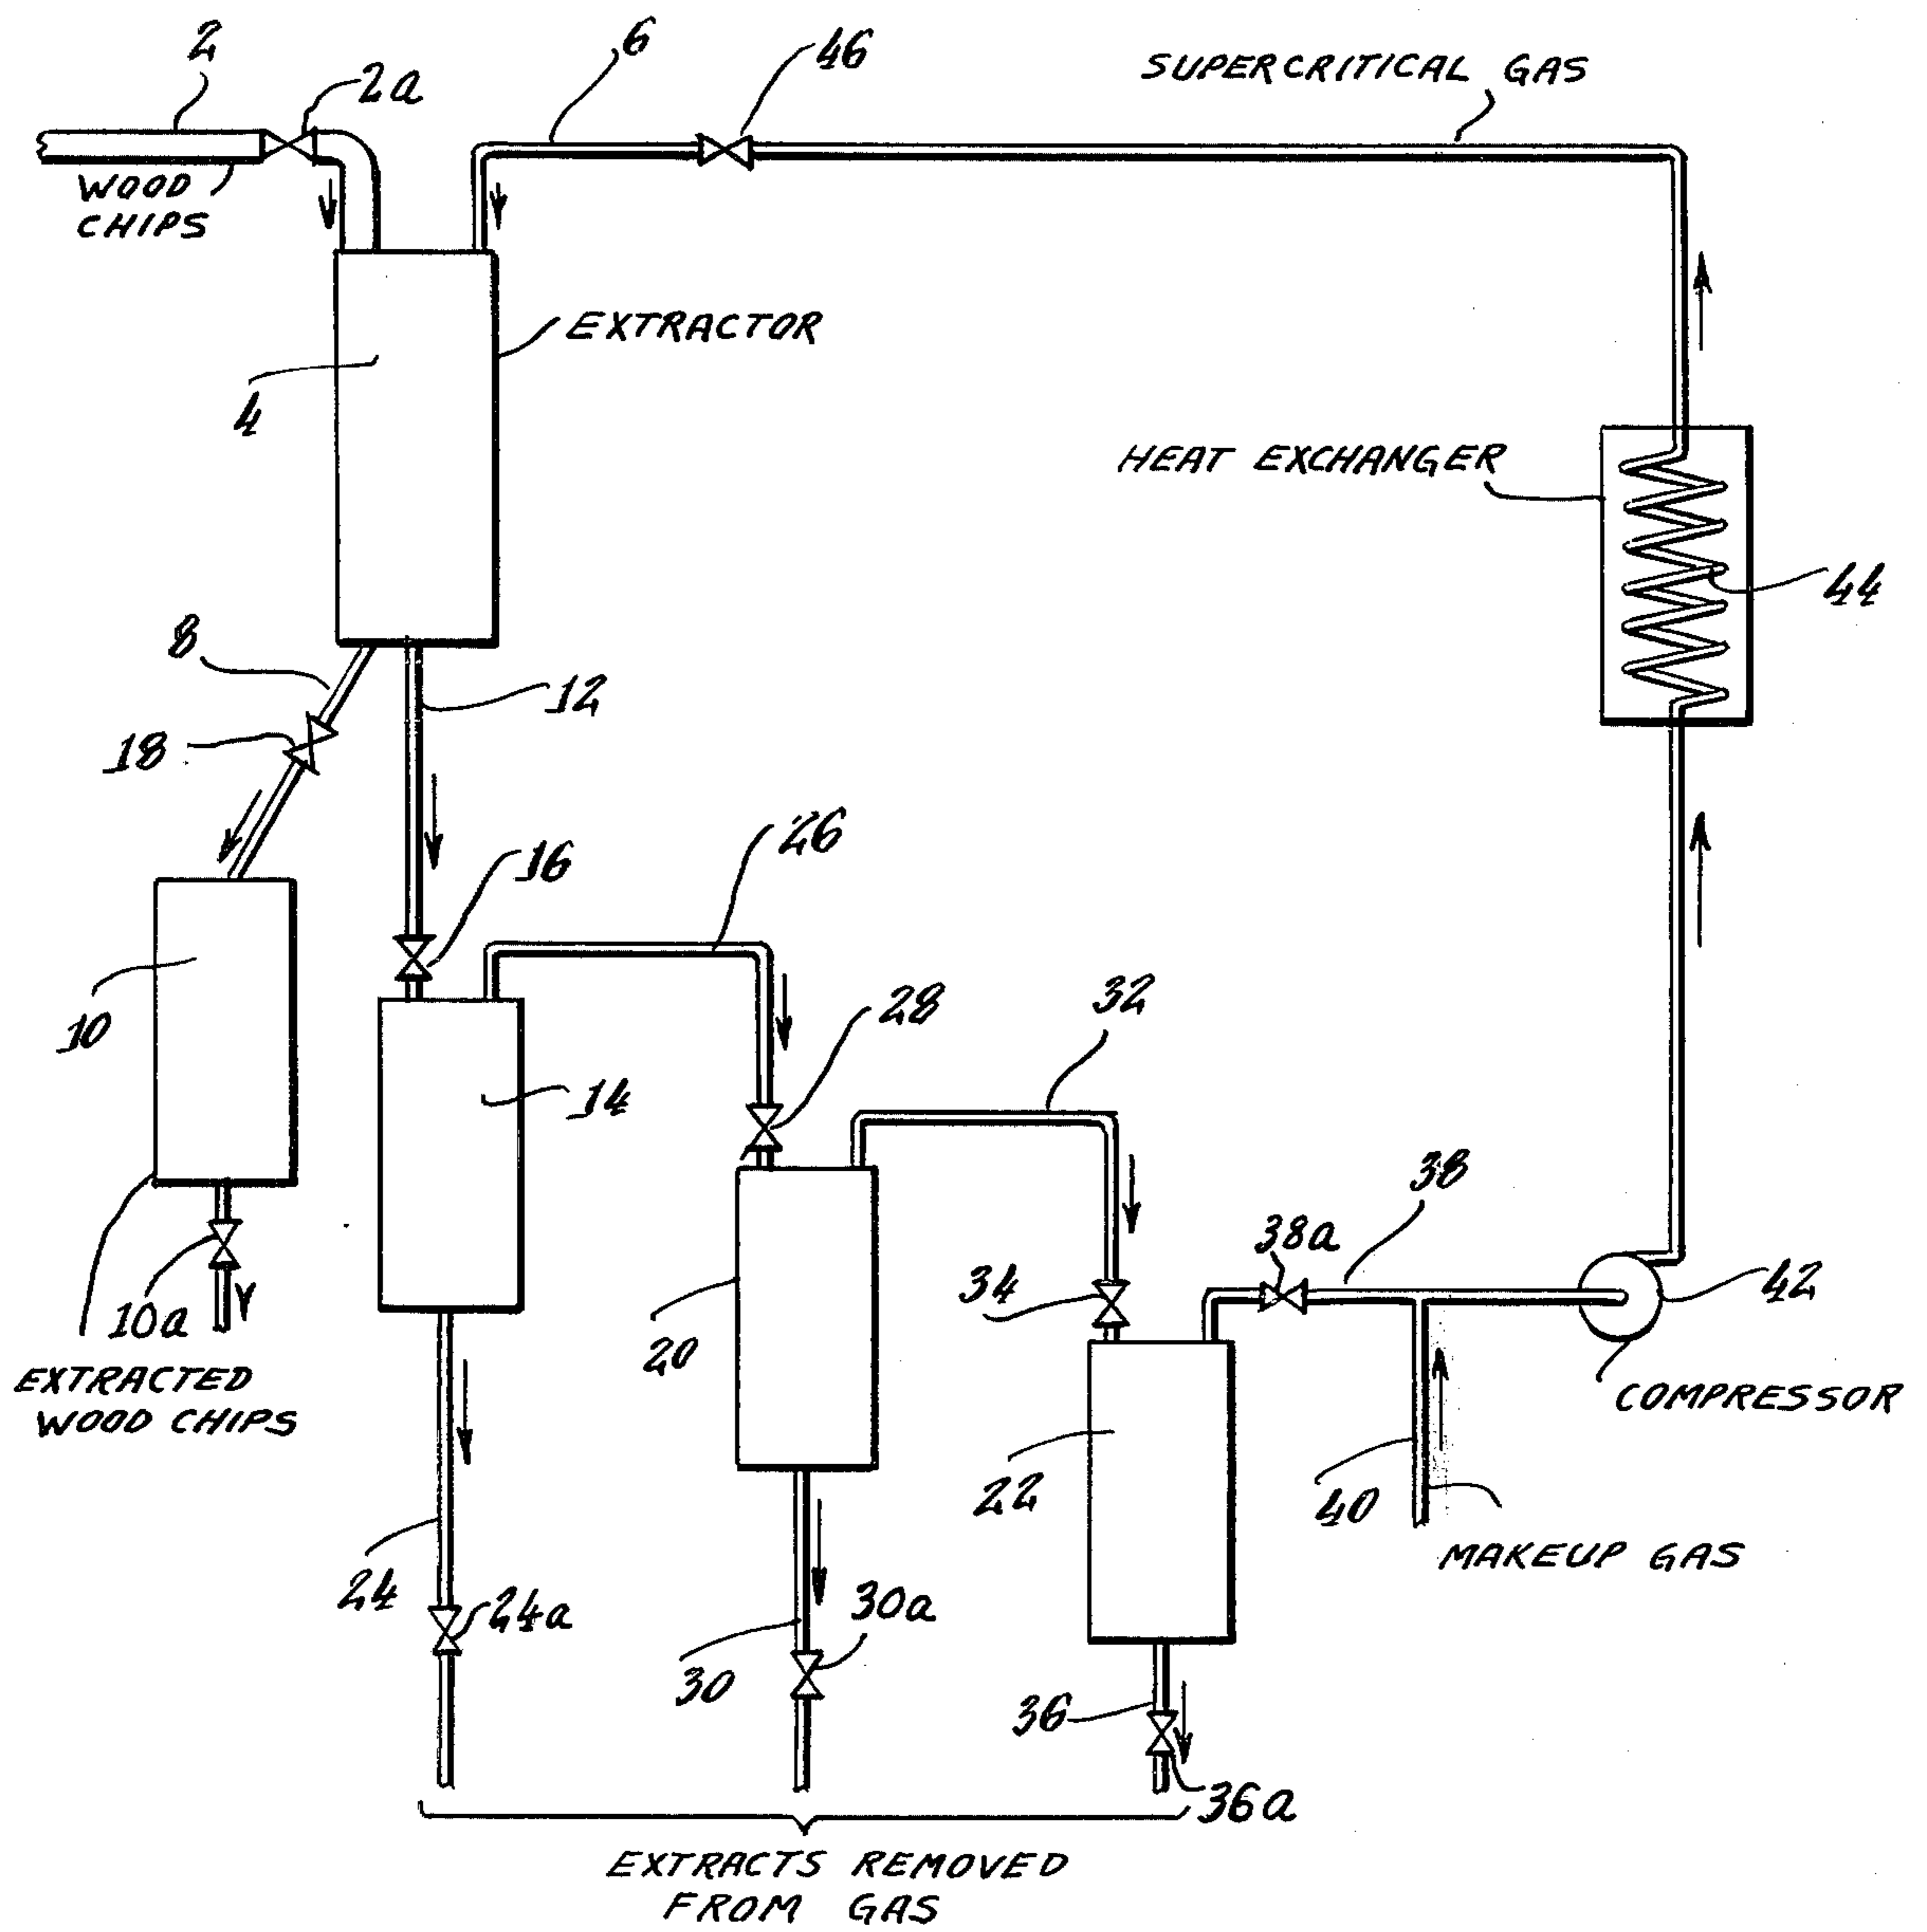 2
2a
6
46
SUPERCRITICAL GAS
WOOD
CHIPS
EXTRACTOR
4
HEAT EXCHANGER
44
8
12
18
26
16
10
28
32
14
38
38a
34
42
10a
20
EXTRACTED
WOOD CHIPS
COMPRESSOR
22
40
MAKEUP GAS
24
24a
30a
30
36
36a
EXTRACTS REMOVED
FROM GAS